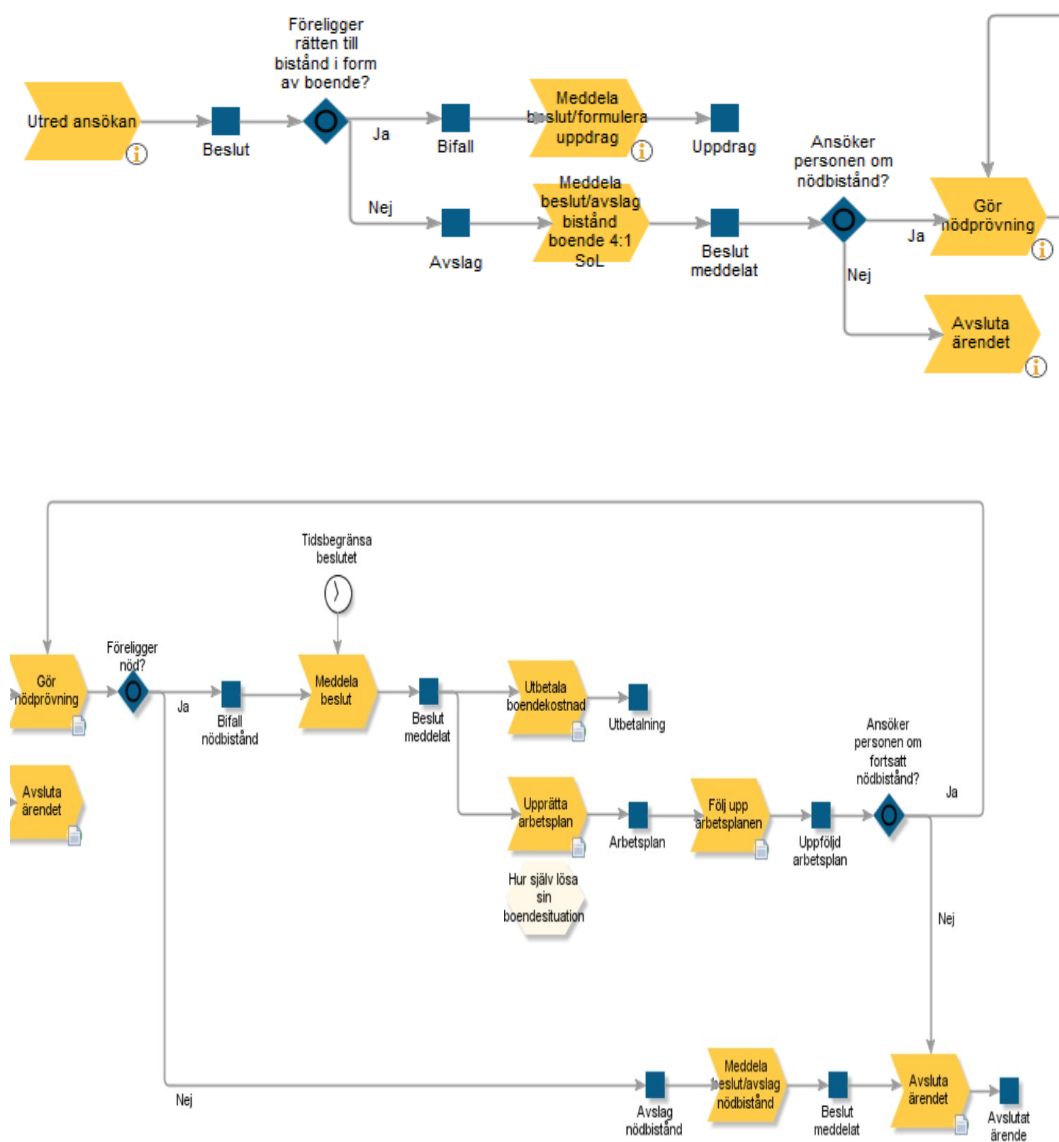 Föreligger
rätten till
bistånd i form
av boende?
Utred ansökan
Beslut
Ja
Bifall
Meddela
beslut/formulera
uppdrag
Uppdrag
Nej
Avslag
Meddela
beslut/avslag
bistånd
boende 4:1
SoL
Beslut
meddelat
Ansöker
personen om
nödbistånd?
Ja
Gör
nödprövning
Nej
Avsluta
ärendet
Tidsbegränsa
beslutet
Gör
nödprövning
Föreligger
nöd?
Ja
Bifall
nödbistånd
Meddela
beslut
Beslut
meddelat
Utbetala
boendekostnad
Utbetalning
Avsluta
ärendet
Upprätta
arbetsplan
Arbetsplan
Följ upp
arbetsplanen
Uppföljd
arbetsplan
Ansöker
personen om
fortsatt
nödbistånd?
Ja
Hur själv lösa
sin
boendesituation
Nej
Nej
Avslag
nödbistånd
Meddela
beslut/avslag
nödbistånd
Beslut
meddelat
Avsluta
ärendet
Avslutat
ärende